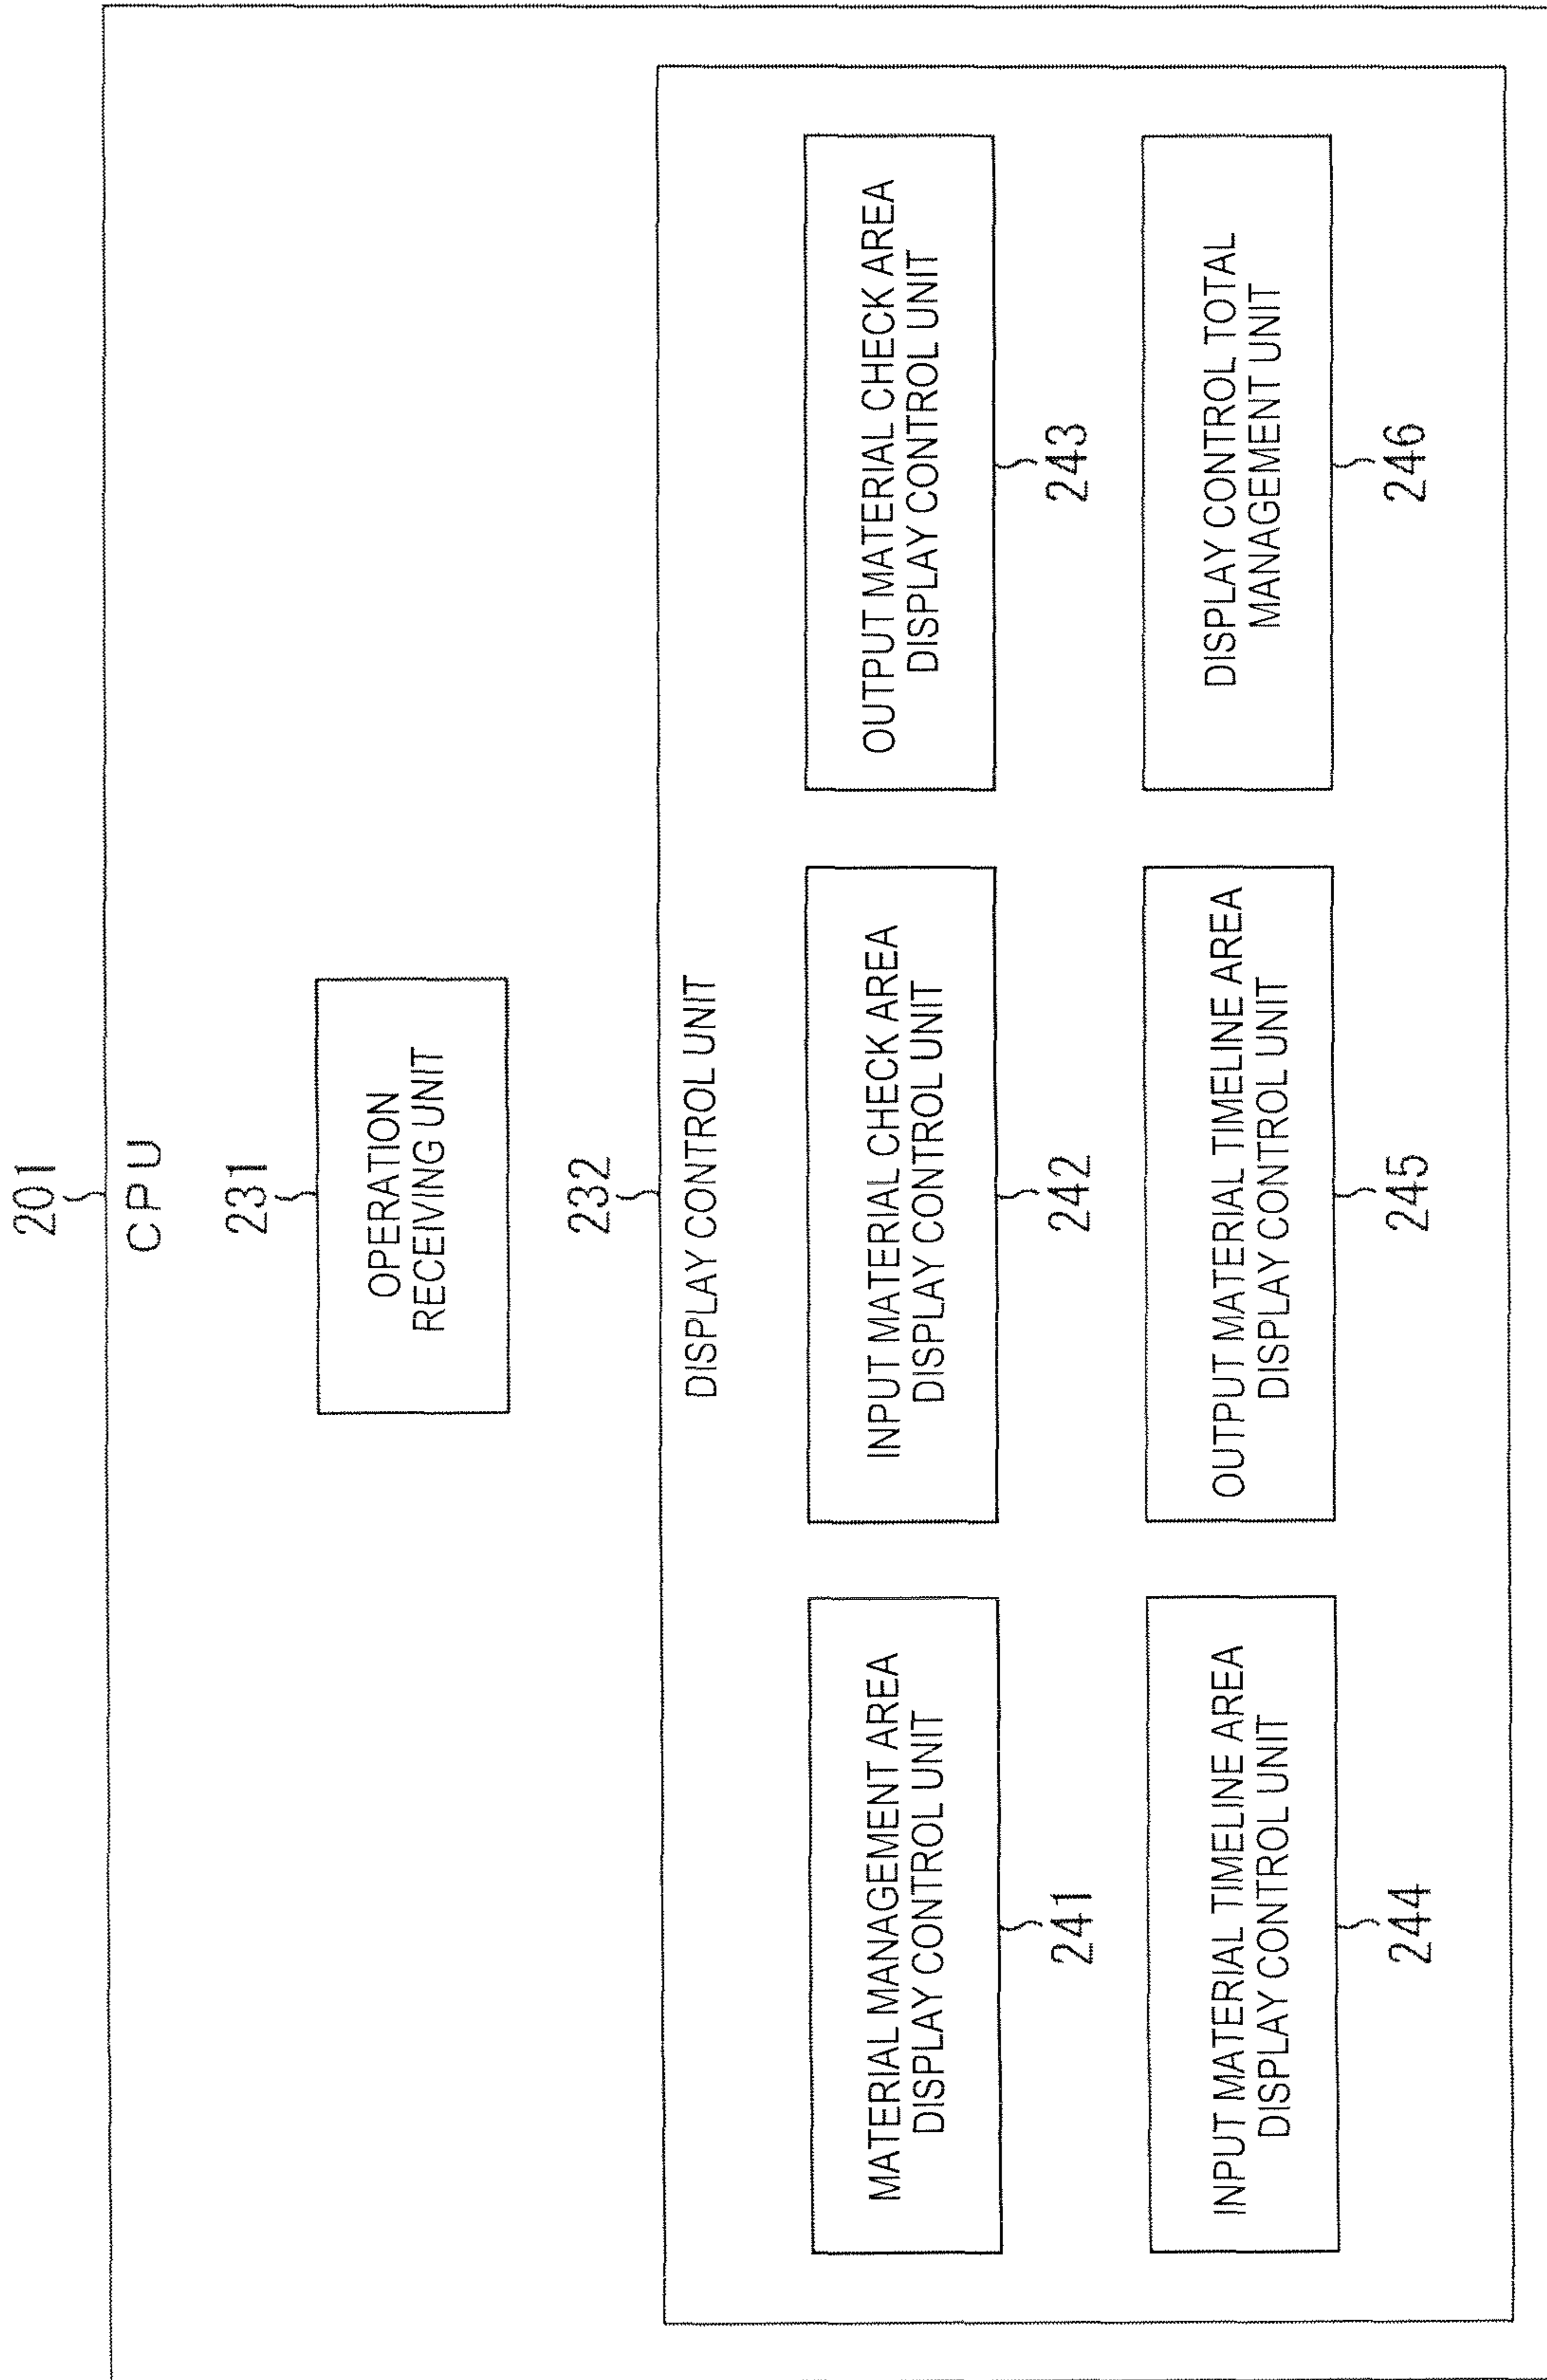 201
CPU
231
OPERATION
RECEIVING UNIT
232
DISPLAY CONTROL UNIT
MATERIAL MANAGEMENT AREA
DISPLAY CONTROL UNIT
241
INPUT MATERIAL CHECK AREA
DISPLAY CONTROL UNIT
242
OUTPUT MATERIAL CHECK AREA
DISPLAY CONTROL UNIT
243
INPUT MATERIAL TIMELINE AREA
DISPLAY CONTROL UNIT
244
OUTPUT MATERIAL TIMELINE AREA
DISPLAY CONTROL UNIT
245
DISPLAY CONTROL TOTAL
MANAGEMENT UNIT
246